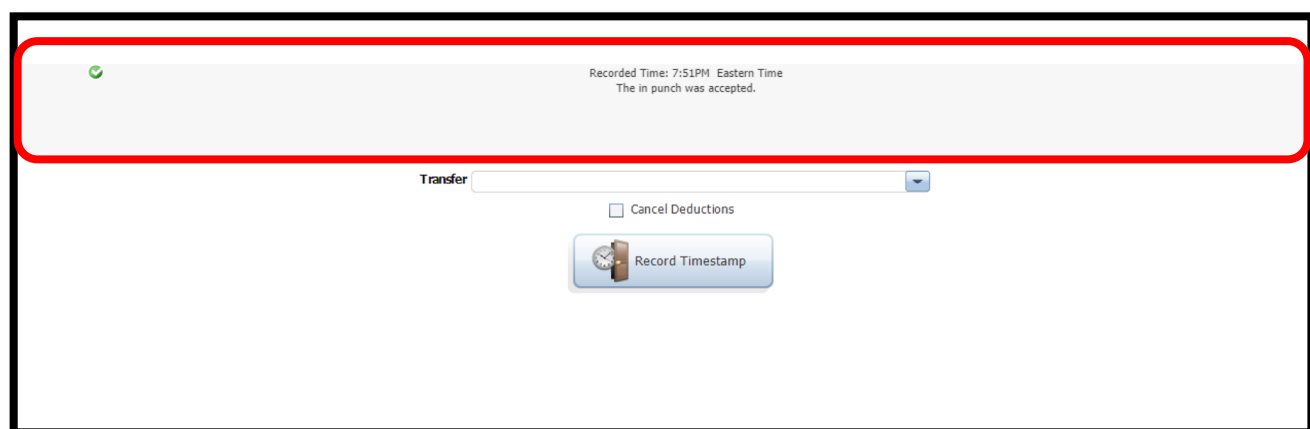 Recorded Time: 7:51PM Eastern Time
The in punch was accepted.
Transfer
Cancel Deductions
Record Timestamp